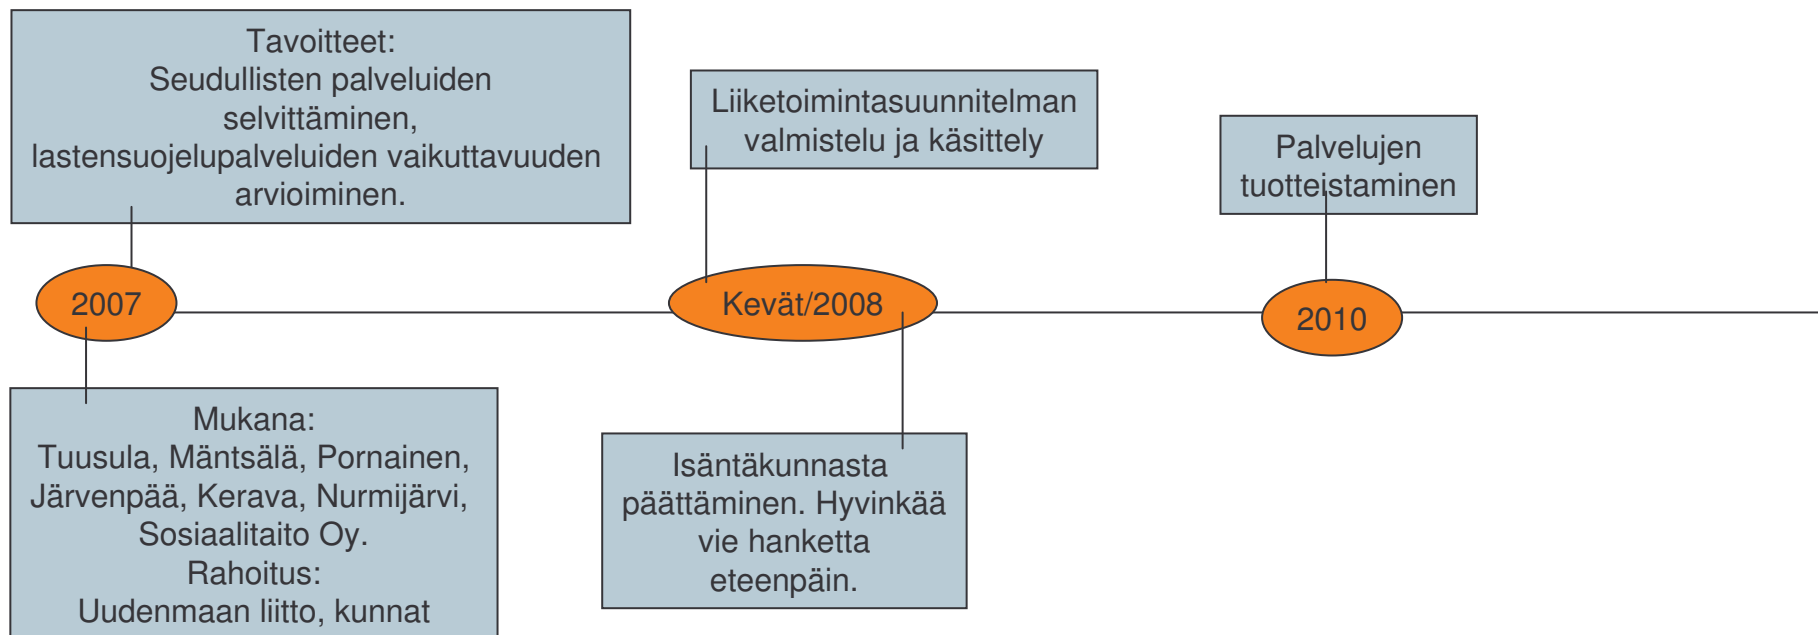 Tavoitteet:
Seudullisten palveluiden
selvittäminen,
lastensuojelupalveluiden vaikuttavuuden
arvioiminen.
Liiketoimintasuunnitelman
valmistelu ja käsittely
Palvelujen
tuotteistaminen
2007
Kevät/2008
2010
Mukana:
Tuusula, Mäntsälä, Pornainen,
Järvenpää, Kerava, Nurmijärvi,
Sosiaalitaito Oy.
Rahoitus:
Uudenmaan liitto, kunnat
Isäntäkunnasta
päättäminen. Hyvinkää
vie hanketta
eteenpäin.